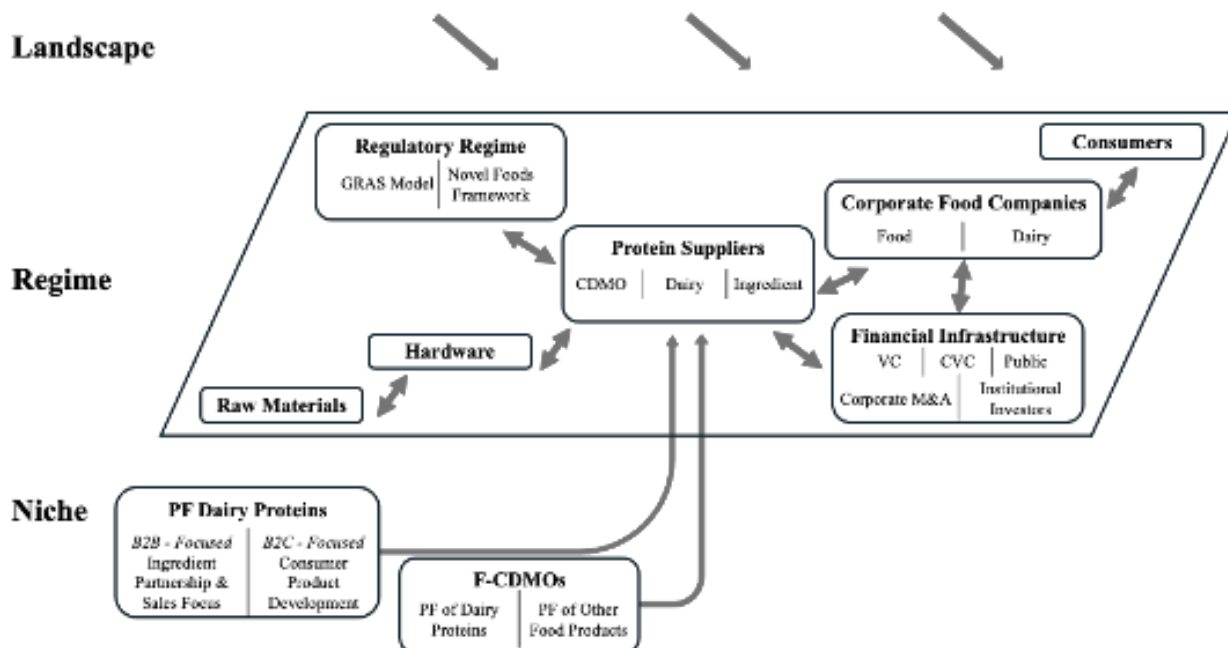 Landscape
Regulatory Regime
GRAS Model
Novel Foods
Framework
Consumers
Corporate Food Companies
Food
Dairy
Regime
Protein Suppliers
CDMO
Dairy
Ingredient
Hardware
Raw Materials
Financial Infrastructure
VC
CVC
Public
Corporate M&A
Institutional
Investors
Niche
PF Dairy Proteins
B2B - Focused
Ingredient
Partnership &
Sales Focus
B2C - Focused
Consumer
Product
Development
F-CDMOs
PF of Dairy
Proteins
PF of Other
Food Products